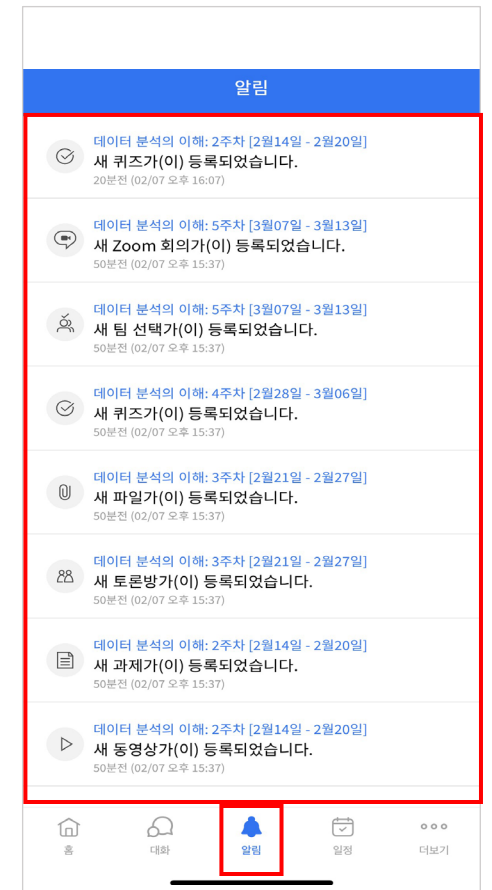 알림
데이터 분석의 이해: 2주차 [2월14일 - 2월20일]
새 퀴즈가(이) 등록되었습니다.
20분전 (02/07 오후 16:07)
데이터 분석의 이해: 5주차 [3월07일 - 3월13일]
새 Zoom 회의가(이) 등록되었습니다.
50분전 (02/07 오후 15:37)
데이터 분석의 이해: 5주차 [3월07일 - 3월13일]
새 팀 선택가(이) 등록되었습니다.
50분전 (02/07 오후 15:37)
데이터 분석의 이해: 4주차 [2월28일 - 3월06일]
새 퀴즈가(이) 등록되었습니다.
50분전 (02/07 오후 15:37)
데이터 분석의 이해: 3주차 [2월21일 - 2월27일]
새 파일가(이) 등록되었습니다.
50분전 (02/07 오후 15:37)
데이터 분석의 이해: 3주차 [2월21일 - 2월27일]
새 토론방가(이) 등록되었습니다.
50분전 (02/07 오후 15:37)
데이터 분석의 이해: 2주차 [2월14일 - 2월20일]
새 과제가(이) 등록되었습니다.
50분전 (02/07 오후 15:37)
데이터 분석의 이해: 2주차 [2월14일 - 2월20일]
새 동영상가(이) 등록되었습니다.
50분전 (02/07 오후 15:37)
홈 대화 알림 일정 더보기